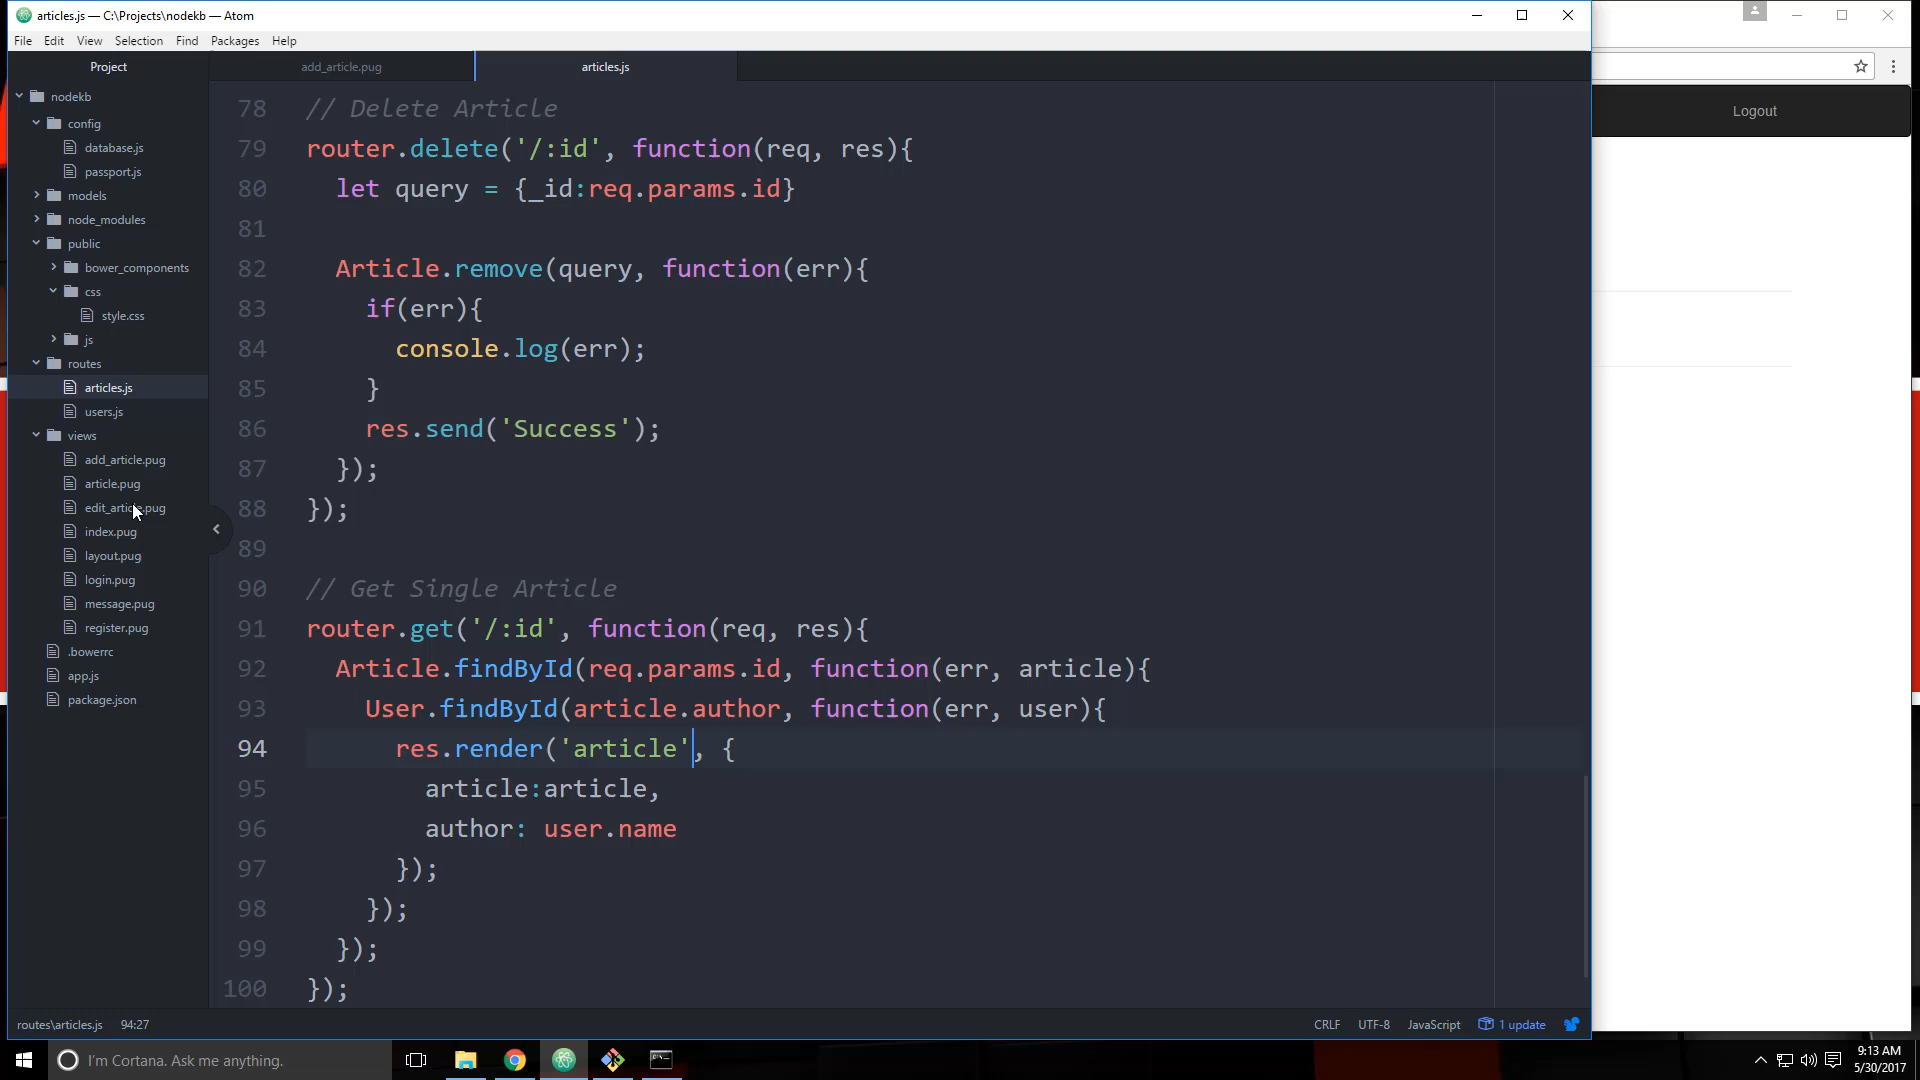 articles.js — C:\Projects\nodekb — Atom
File Edit View Selection Find Packages Help
Project
add_article.pug
articles.js
nodekb
config
database.js
passport.js
models
node_modules
public
bower_components
css
style.css
js
routes
articles.js
users.js
views
add_article.pug
article.pug
edit_article.pug
index.pug
layout.pug
login.pug
message.pug
register.pug
.bowerrc
app.js
package.json
78 // Delete Article
79 router.delete('/:id', function(req, res){
80 let query = {_id:req.params.id}
81
82 Article.remove(query, function(err){
83 if(err){
84 console.log(err);
85 }
86 res.send('Success');
87 });
88 });
89
90 // Get Single Article
91 router.get('/:id', function(req, res){
92 Article.findById(req.params.id, function(err, article){
93 User.findById(article.author, function(err, user){
94 res.render('article', {
95 article:article,
96 author: user.name
97 });
98 });
99 });
100 });
Logout
routes\articles.js 94:27
CRLF UTF-8 JavaScript 1 update
I'm Cortana. Ask me anything.
9:13 AM
5/30/2017